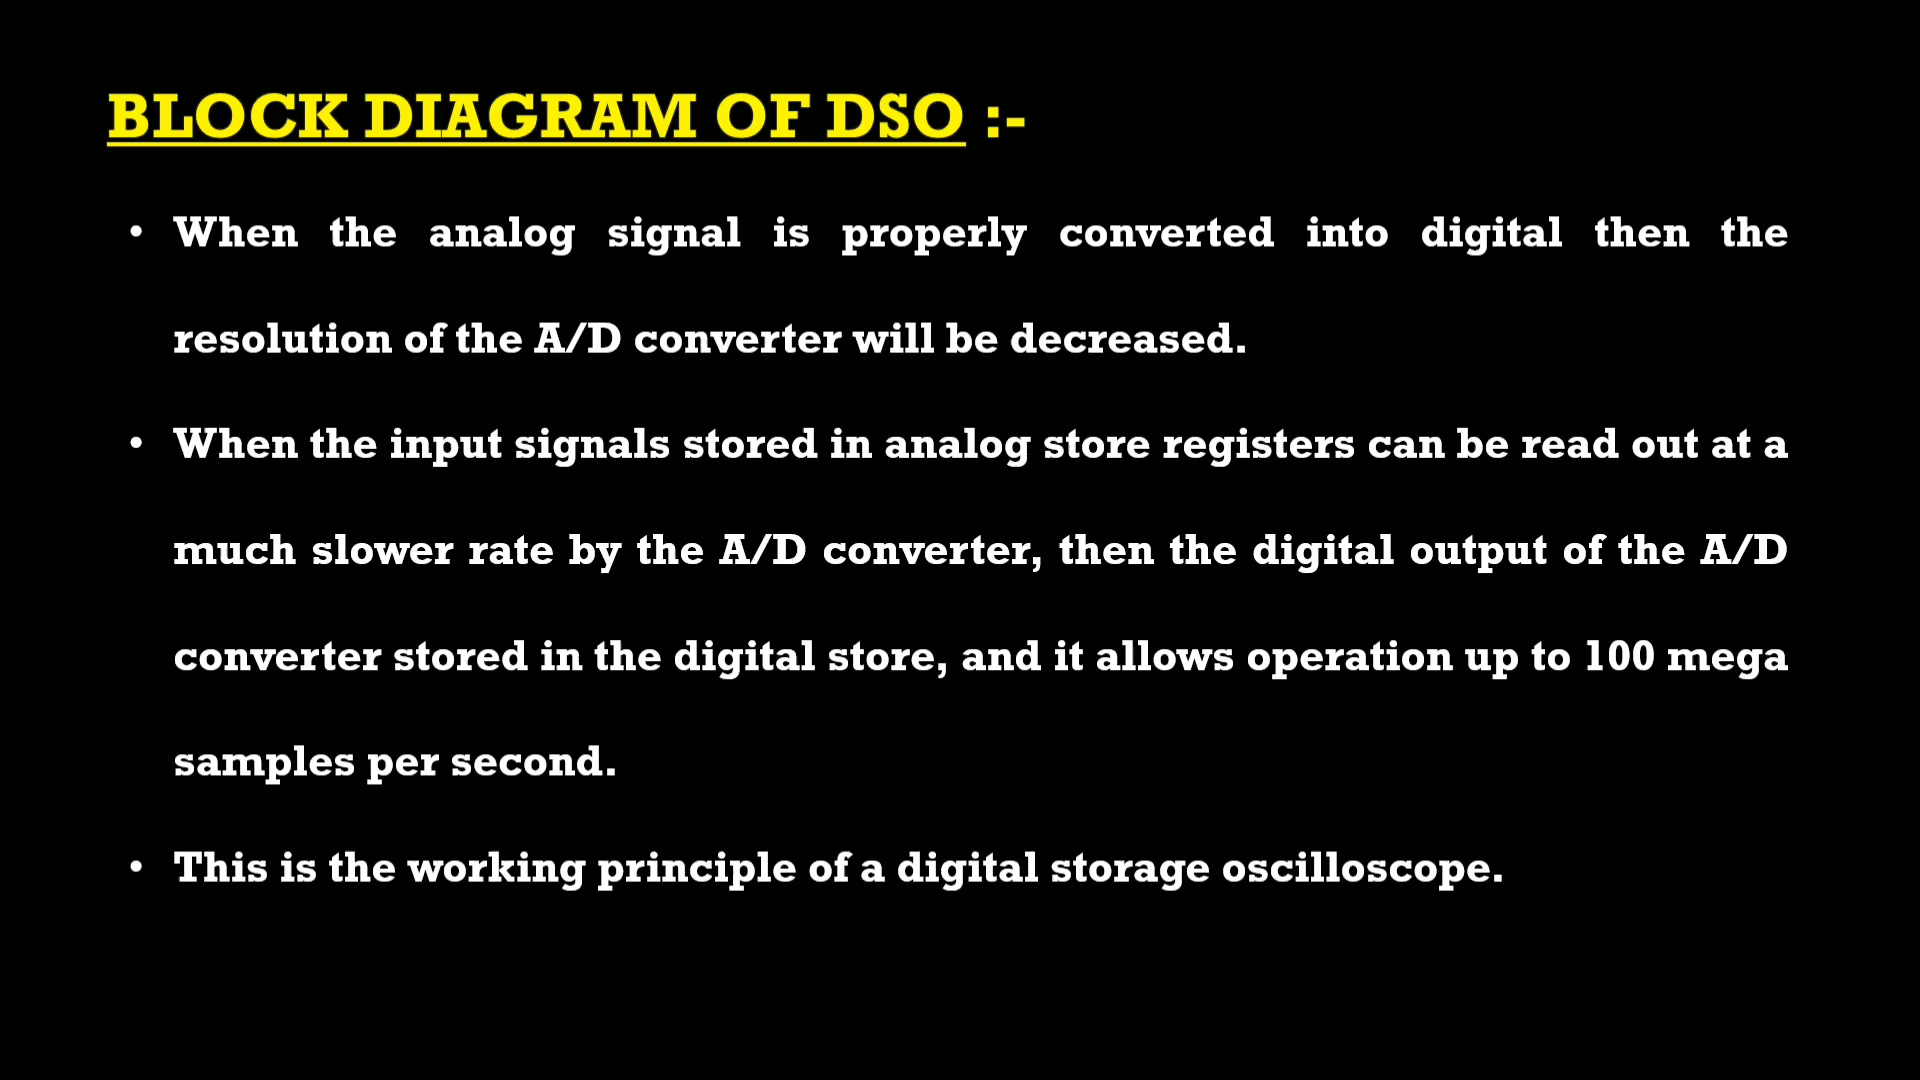 BLOCK DIAGRAM OF DSO :-
• When the analog signal is properly converted into digital then the
resolution of the A/D converter will be decreased.
• When the input signals stored in analog store registers can be read out at a
much slower rate by the A/D converter, then the digital output of the A/D
converter stored in the digital store, and it allows operation up to 100 mega
samples per second.
• This is the working principle of a digital storage oscilloscope.